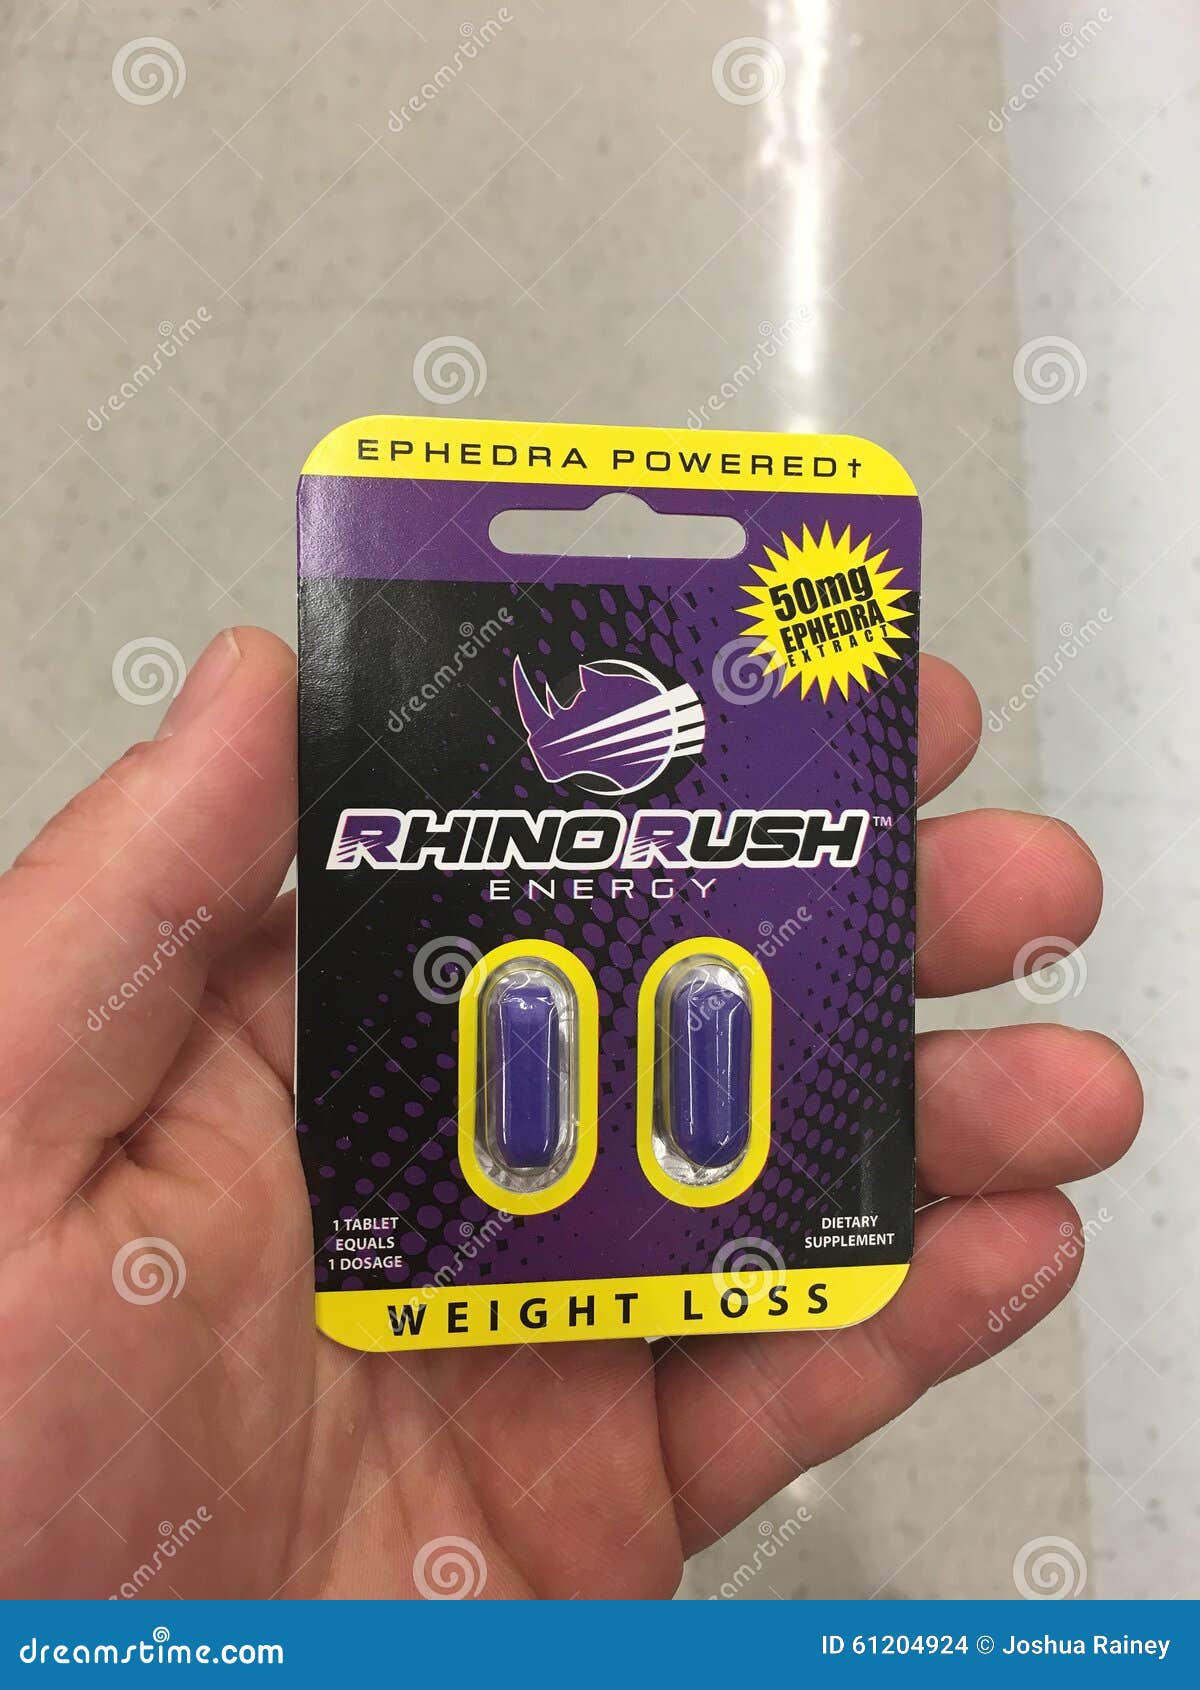 EPHEDRA POWERED†
50mg
EPHEDRA
EXTRACT
RHINO RUSH™
ENERGY
1 TABLET
EQUALS
1 DOSAGE
DIETARY
SUPPLEMENT
WEIGHT LOSS
dreamstime.com
ID 61204924 © Joshua Rainey